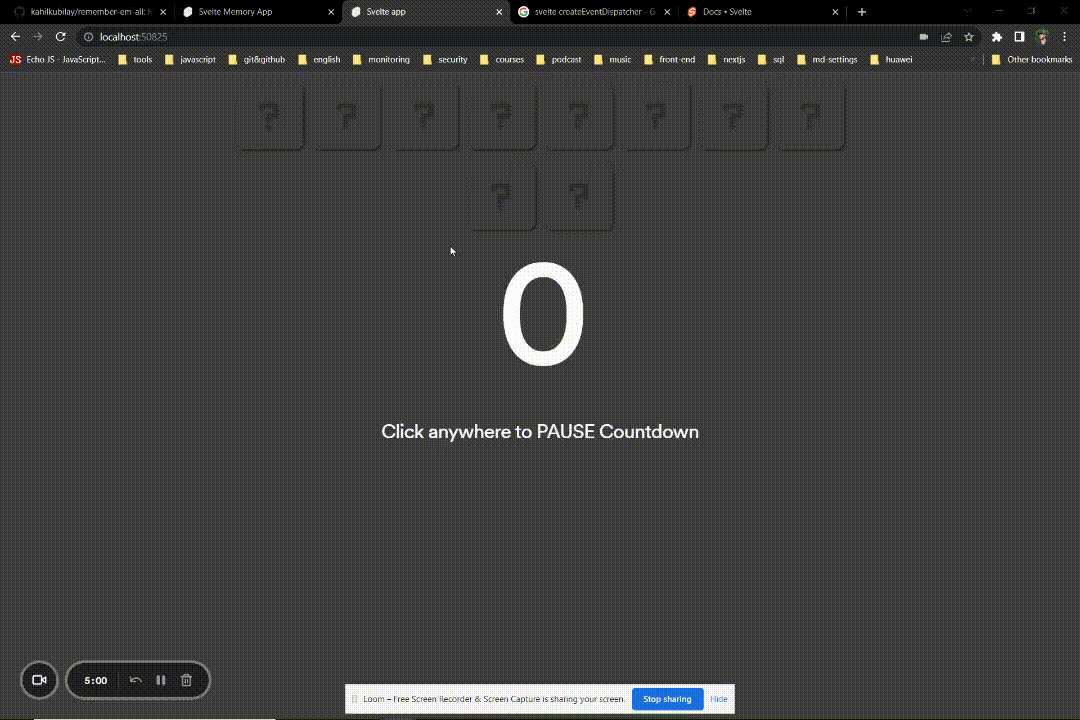 kahilkubilay/remember-em-all: f
Svelte Memory App
Svelte app
svelte createEventDispatcher - G
Docs • Svelte
localhost:50825
JS Echo JS - JavaScript...
tools
javascript
git&github
english
monitoring
security
courses
podcast
music
front-end
nextjs
sql
md-settings
huawei
Other bookmarks
? ? ? ? ? ? ? ?
? ?
0
Click anywhere to PAUSE Countdown
5:00
Loom – Free Screen Recorder & Screen Capture is sharing your screen.
Stop sharing
Hide